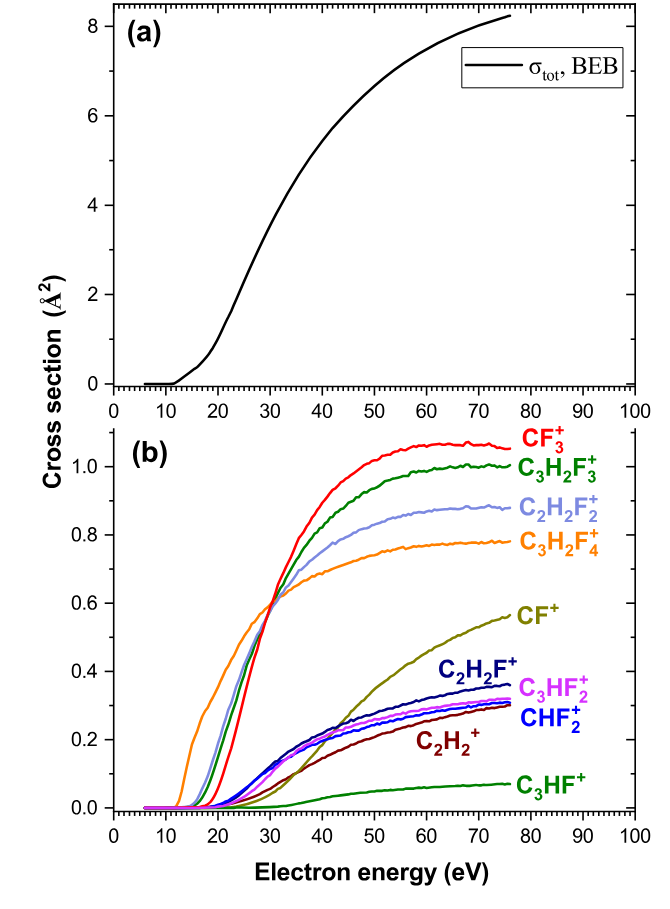 (a)
σtot, BEB
8
6
4
2
0
0 10 20 30 40 50 60 70 80 90 100
Cross section (Å²)
(b)
CF₃⁺
C₃H₂F₃⁺
C₂H₂F₂⁺
C₃H₂F₄⁺
CF⁺
C₂H₂F⁺
C₃HF₂⁺
CHF₂⁺
C₂H₂⁺
C₃HF⁺
1.0
0.8
0.6
0.4
0.2
0.0
0 10 20 30 40 50 60 70 80 90 100
Electron energy (eV)